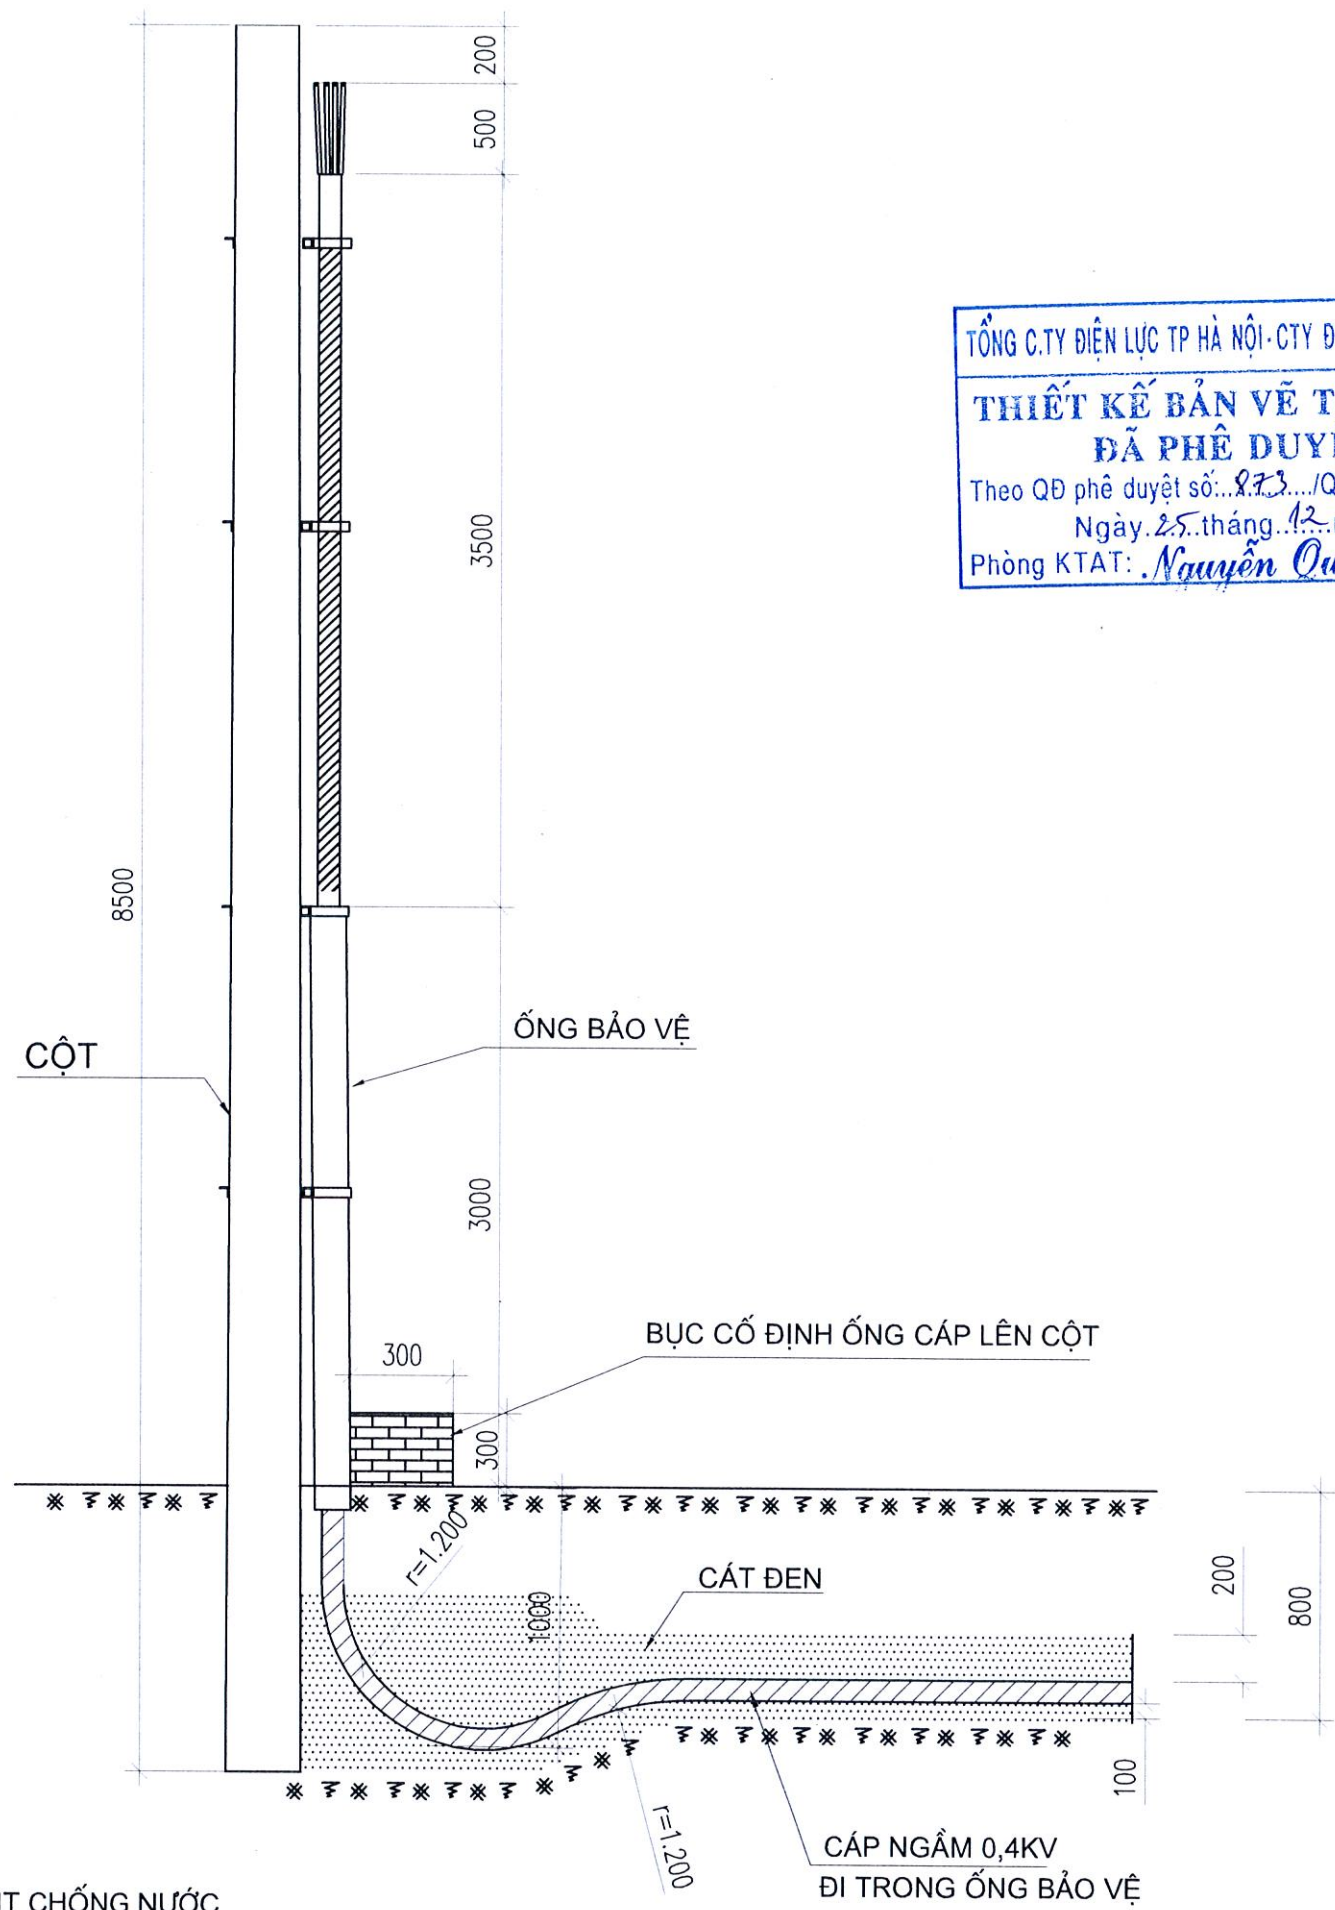 200
500
TỔNG C.TY ĐIỆN LỰC TP HÀ NỘI-CTY
THIẾT KẾ BẢN VẼ
ĐÃ PHÊ
Theo QĐ phê duyệt số:..873..../Q
Ngày.25.tháng.12....
Phòng KTAT: .Nguyễn
3500
8500
ỐNG BẢO VỆ
CỘT
3000
BỤC CỐ ĐỊNH ỐNG CÁP LÊN CỘT
300
300
r=1.200
CÁT ĐEN
1000
200
800
100
r=1.200
CÁP NGẦM 0,4KV
ĐI TRONG ỐNG BẢO VỆ
CHỐNG NƯỚC